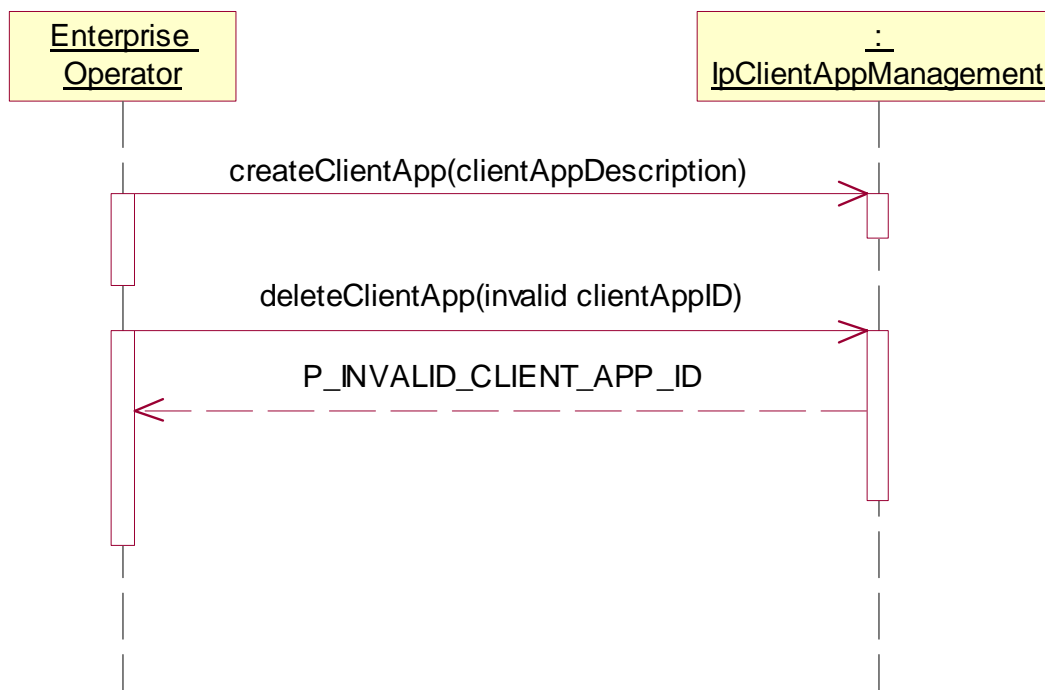 Enterprise
Operator
:
IpClientAppManagement
createClientApp(clientAppDescription)
deleteClientApp(invalid clientAppID)
P_INVALID_CLIENT_APP_ID